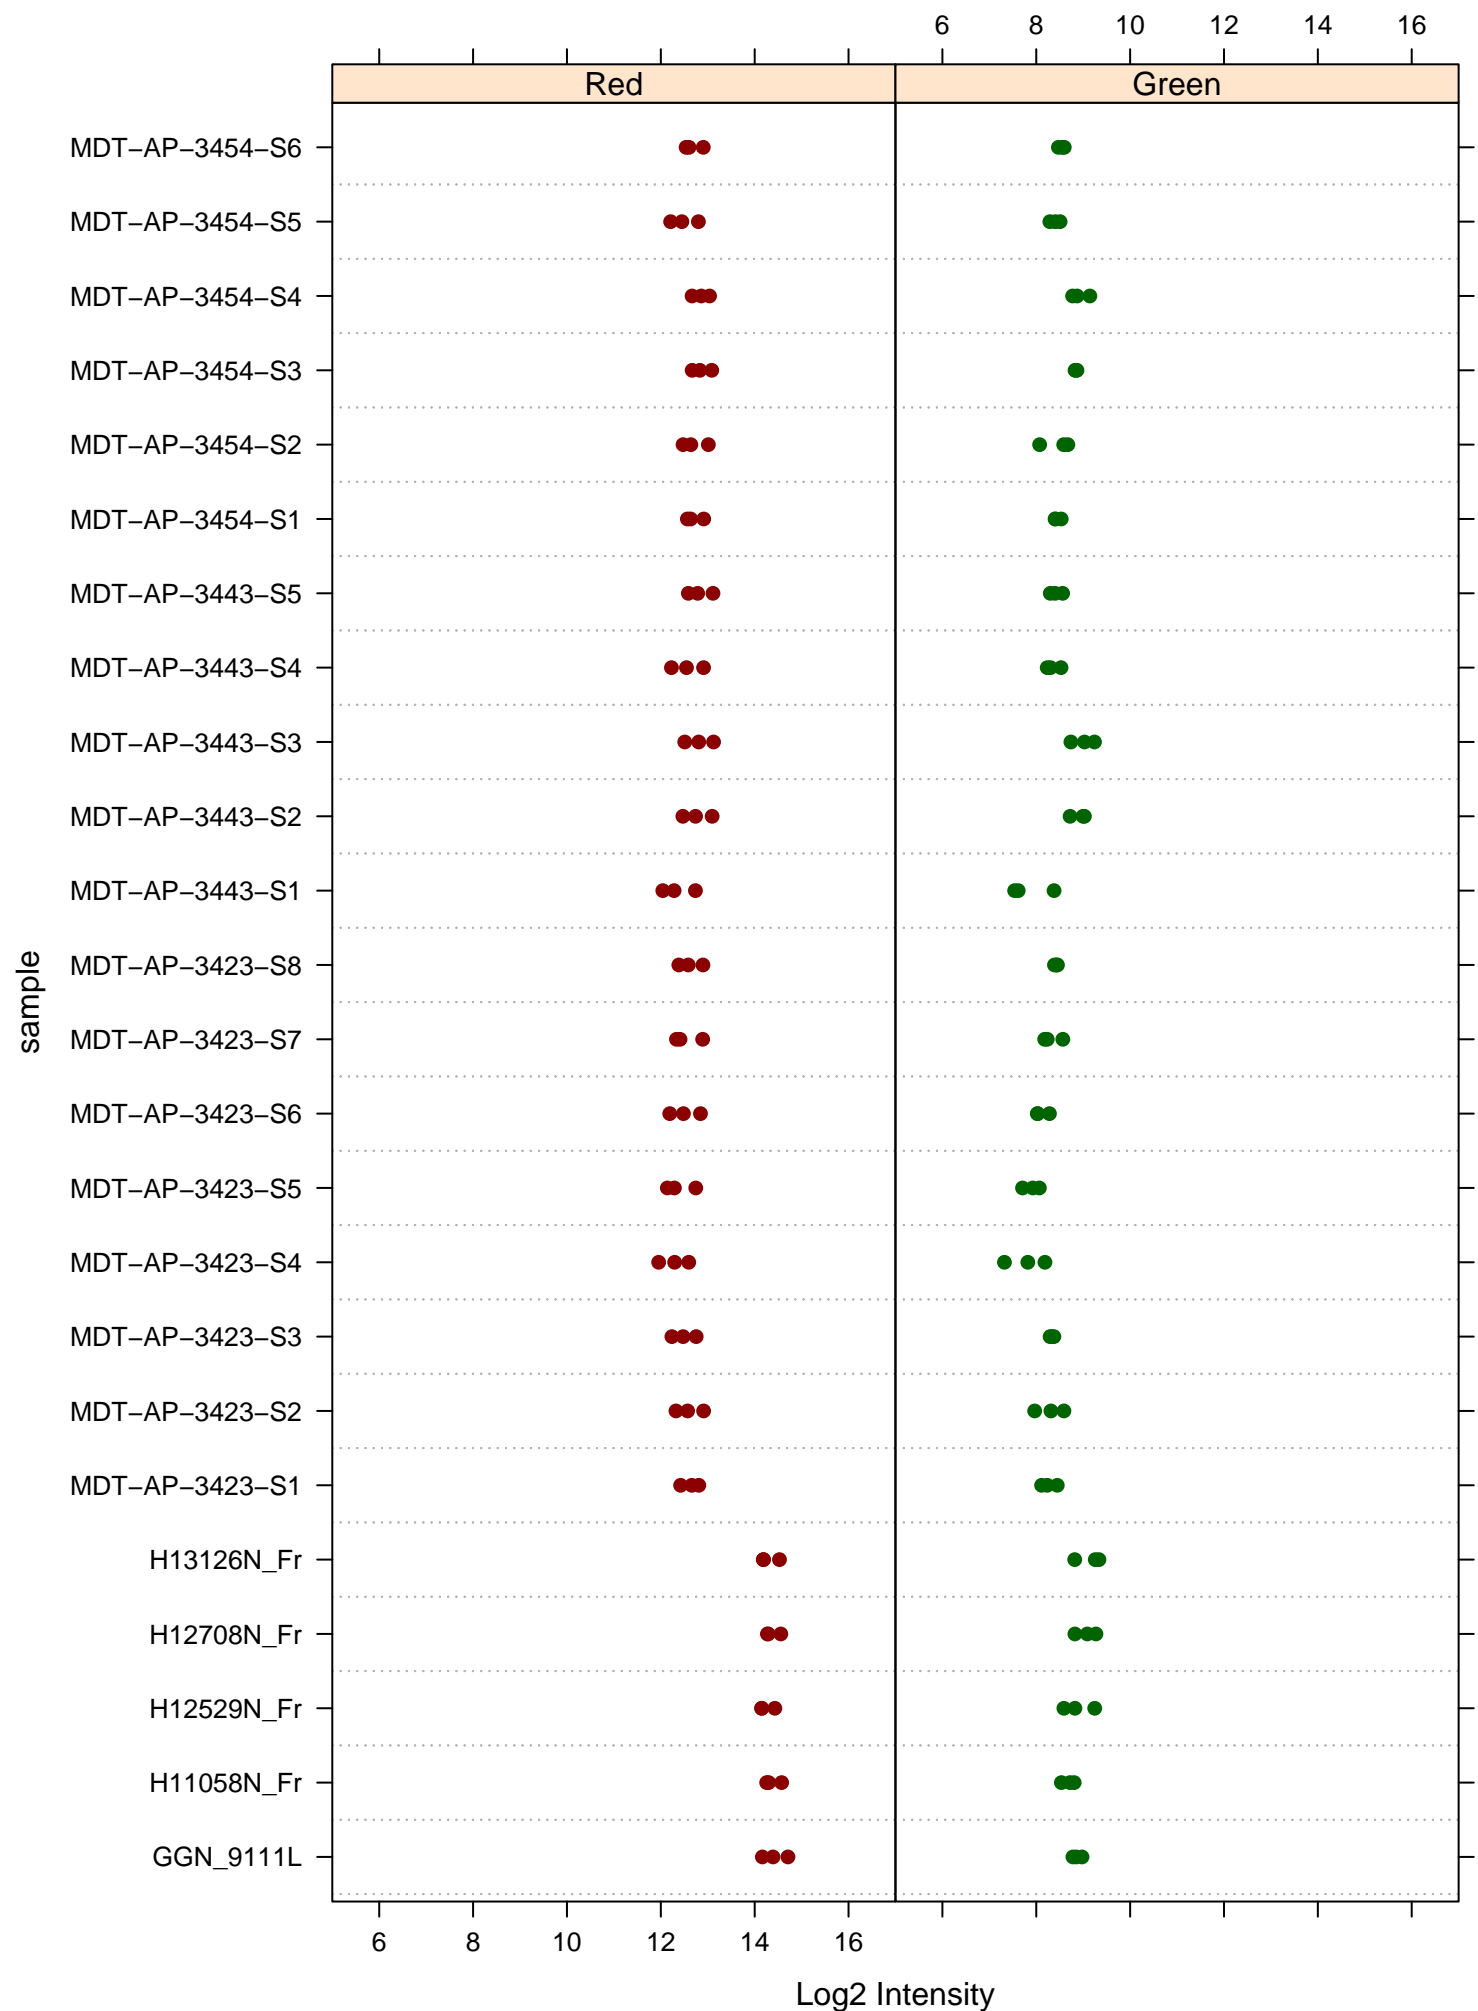 6 8 10 12 14 16
Red Green
MDT−AP−3454−S6
MDT−AP−3454−S5
MDT−AP−3454−S4
MDT−AP−3454−S3
MDT−AP−3454−S2
MDT−AP−3454−S1
MDT−AP−3443−S5
MDT−AP−3443−S4
MDT−AP−3443−S3
MDT−AP−3443−S2
MDT−AP−3443−S1
MDT−AP−3423−S8
sample
MDT−AP−3423−S7
MDT−AP−3423−S6
MDT−AP−3423−S5
MDT−AP−3423−S4
MDT−AP−3423−S3
MDT−AP−3423−S2
MDT−AP−3423−S1
H13126N_Fr
H12708N_Fr
H12529N_Fr
H11058N_Fr
GGN_9111L
6 8 10 12 14 16
Log2 Intensity